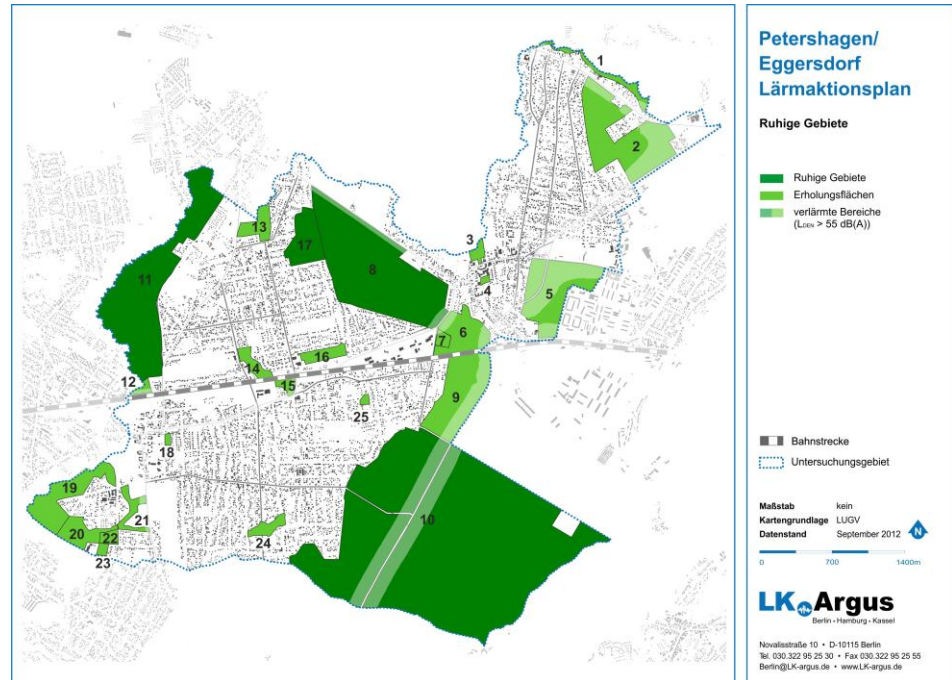 Petershagen/
Eggersdorf
Lärmaktionsplan
Ruhige Gebiete
Ruhige Gebiete
Erholungsflächen
verlärmte Bereiche
(LDEN > 55 dB(A))
Bahnstrecke
Untersuchungsgebiet
Maßstab kein
Kartengrundlage LUGV
Datenstand September 2012
N
0 700 1400m
LK Argus
Berlin • Hamburg • Kassel
Novalisstraße 10 • D-10115 Berlin
Tel. 030.322 95 25 30 • Fax 030.322 95 25 55
Berlin@LK-argus.de • www.LK-argus.de
1
2
3
4
5
6
7
8
9
10
11
12
13
14
15
16
17
18
19
20
21
22
23
24
25